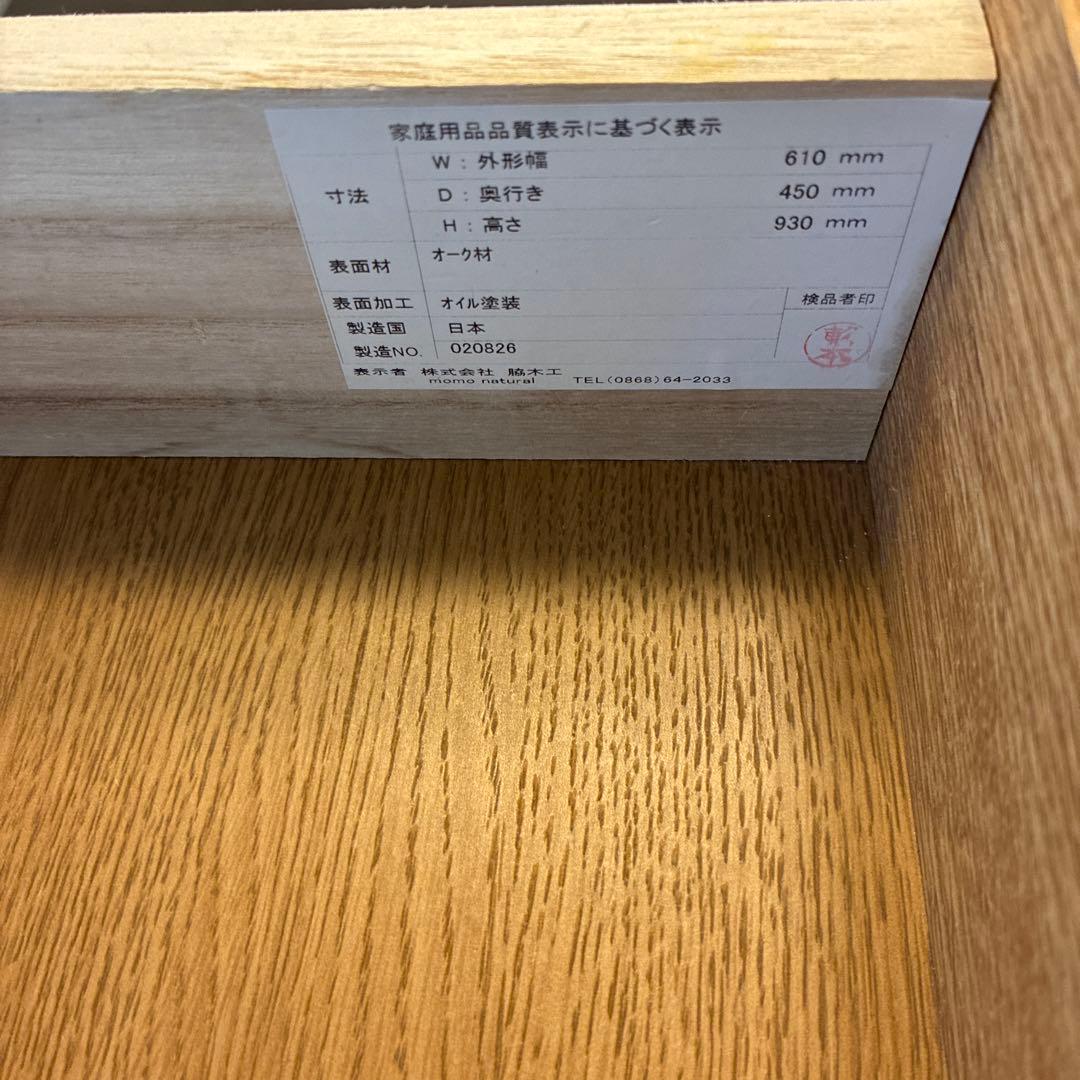 家庭用品品質表示に基づく表示
寸法
W : 外形幅 610 mm
D : 奥行き 450 mm
H : 高さ 930 mm
表面材 オーク材
表面加工 オイル塗装 検品者印
製造国 日本
製造NO. 020826
表示者 株式会社 脇木工
momo natural TEL(0868)64-2033